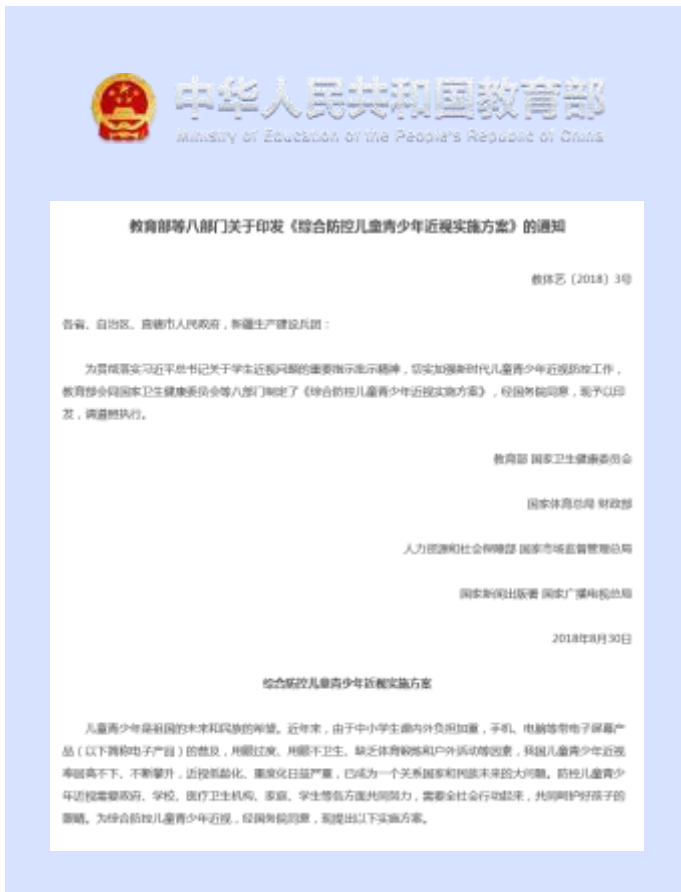 中华人民共和国教育部
Ministry of Education of the People's Republic of China
教育部等八部门关于印发《综合防控儿童青少年近视实施方案》的通知
教体艺〔2018〕3号
各省、自治区、直辖市人民政府，新疆生产建设兵团：
为贯彻落实习近平总书记关于学生近视问题的重要指示批示精神，切实加强新时代儿童青少年近视防控工作，
教育部会同国家卫生健康委员会等八部门制定了《综合防控儿童青少年近视实施方案》，经国务院同意，现予以印
发，请遵照执行。
教育部 国家卫生健康委员会
国家体育总局 财政部
人力资源和社会保障部 国家市场监督管理总局
国家新闻出版署 国家广播电视总局
2018年8月30日
综合防控儿童青少年近视实施方案
儿童青少年是祖国的未来和民族的希望。近年来，由于中小学生课内外负担加重，手机、电脑等带电子屏幕产
品（以下简称电子产品）的普及，用眼过度、用眼不卫生、缺乏体育锻炼和户外活动等因素，我国儿童青少年近视
率居高不下、不断攀升，近视低龄化、重度化日益严重，已成为一个关系国家和民族未来的大问题。防控儿童青少
年近视需要政府、学校、医疗卫生机构、家庭、学生等各方面共同努力，需要全社会行动起来，共同呵护好孩子的
眼睛。为综合防控儿童青少年近视，经国务院同意，现提出以下实施方案。